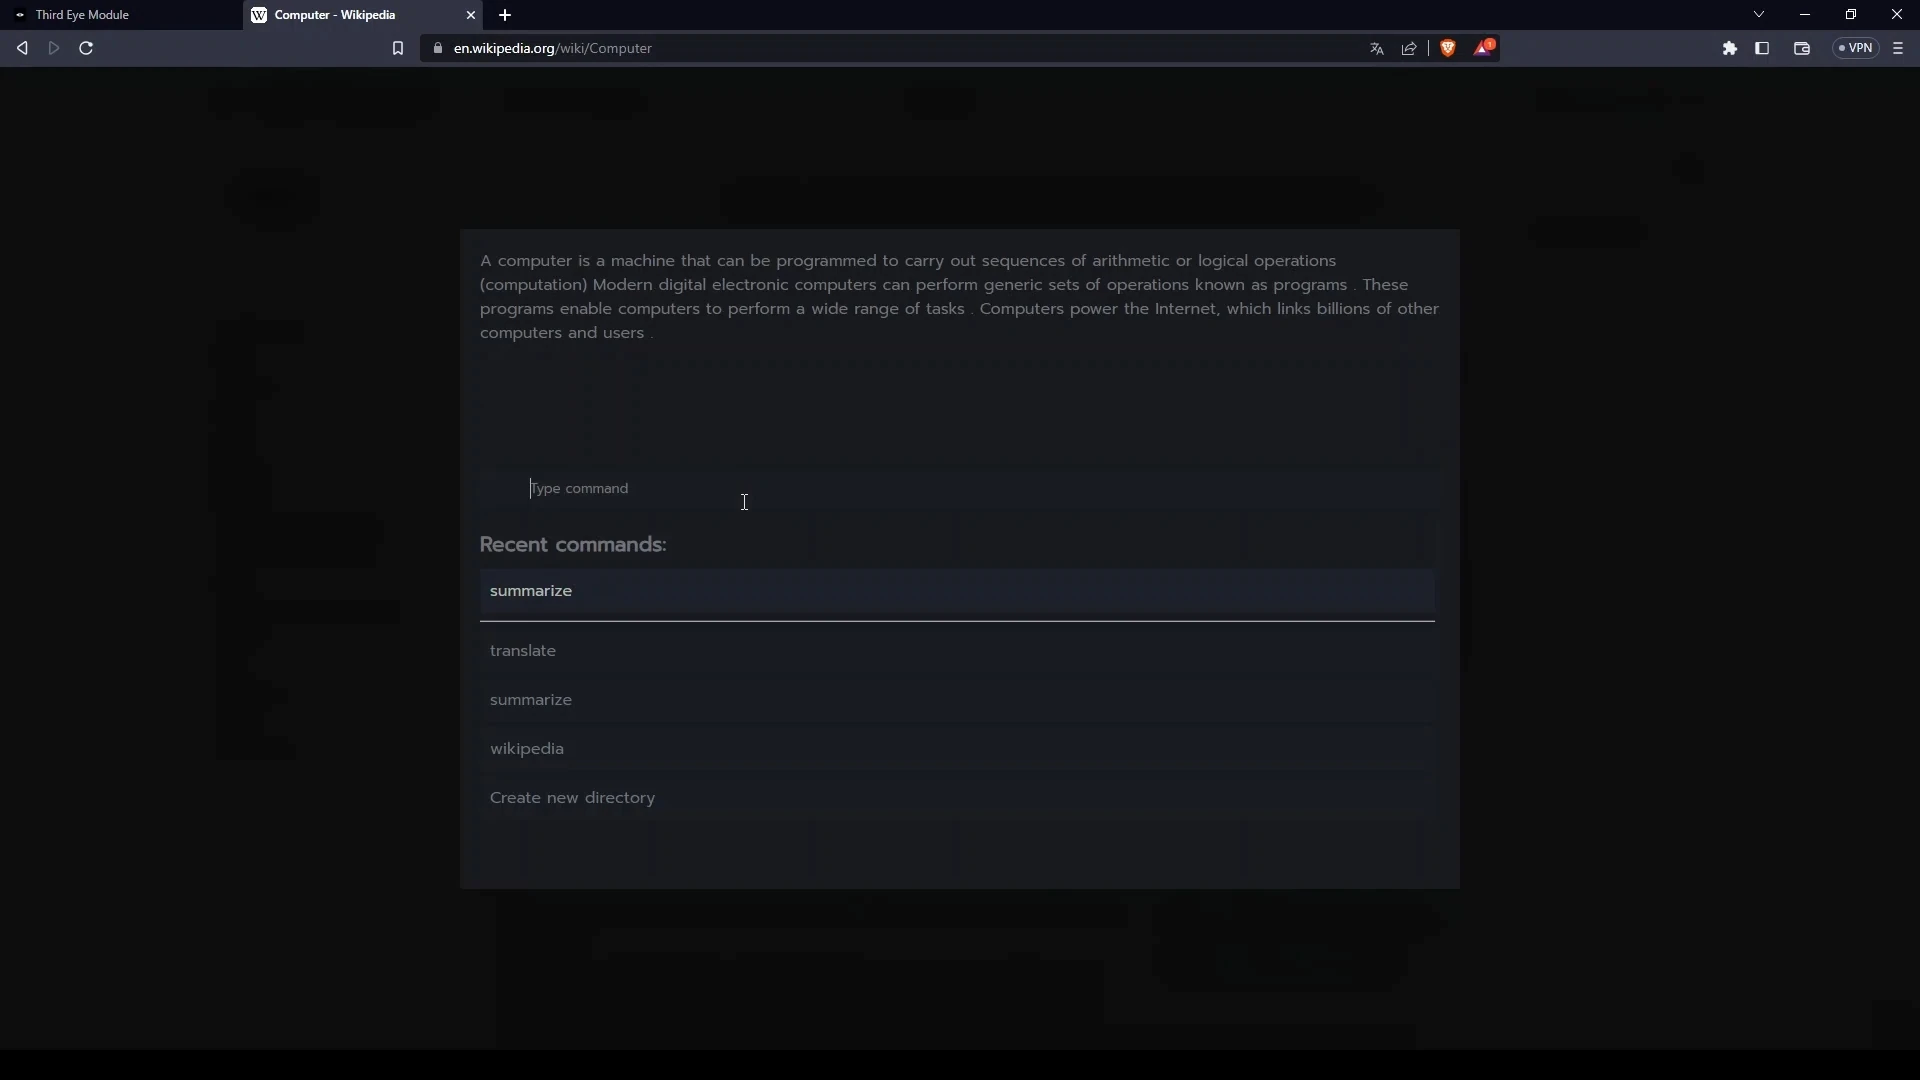 Third Eye Module
Computer - Wikipedia
en.wikipedia.org/wiki/Computer
1
VPN
A computer is a machine that can be programmed to carry out sequences of arithmetic or logical operations
(computation) Modern digital electronic computers can perform generic sets of operations known as programs . These
programs enable computers to perform a wide range of tasks . Computers power the Internet, which links billions of other
computers and users .
Type command
Recent commands:
summarize
translate
summarize
wikipedia
Create new directory